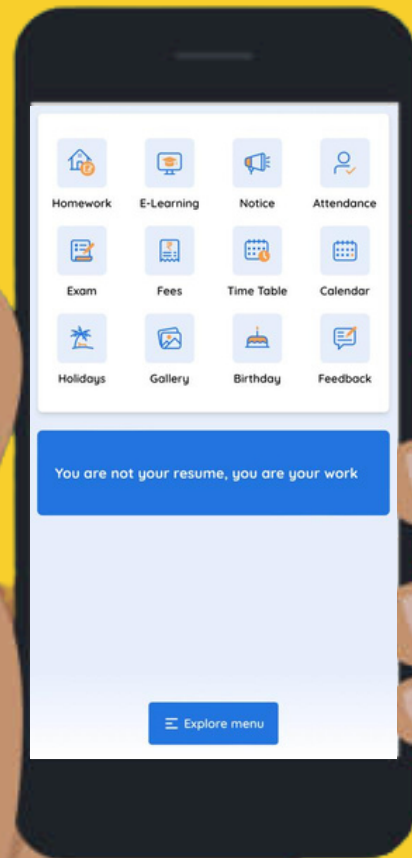 Homework E-Learning Notice Attendance
Exam Fees Time Table Calendar
Holidays Gallery Birthday Feedback
You are not your resume, you are your work
Explore menu